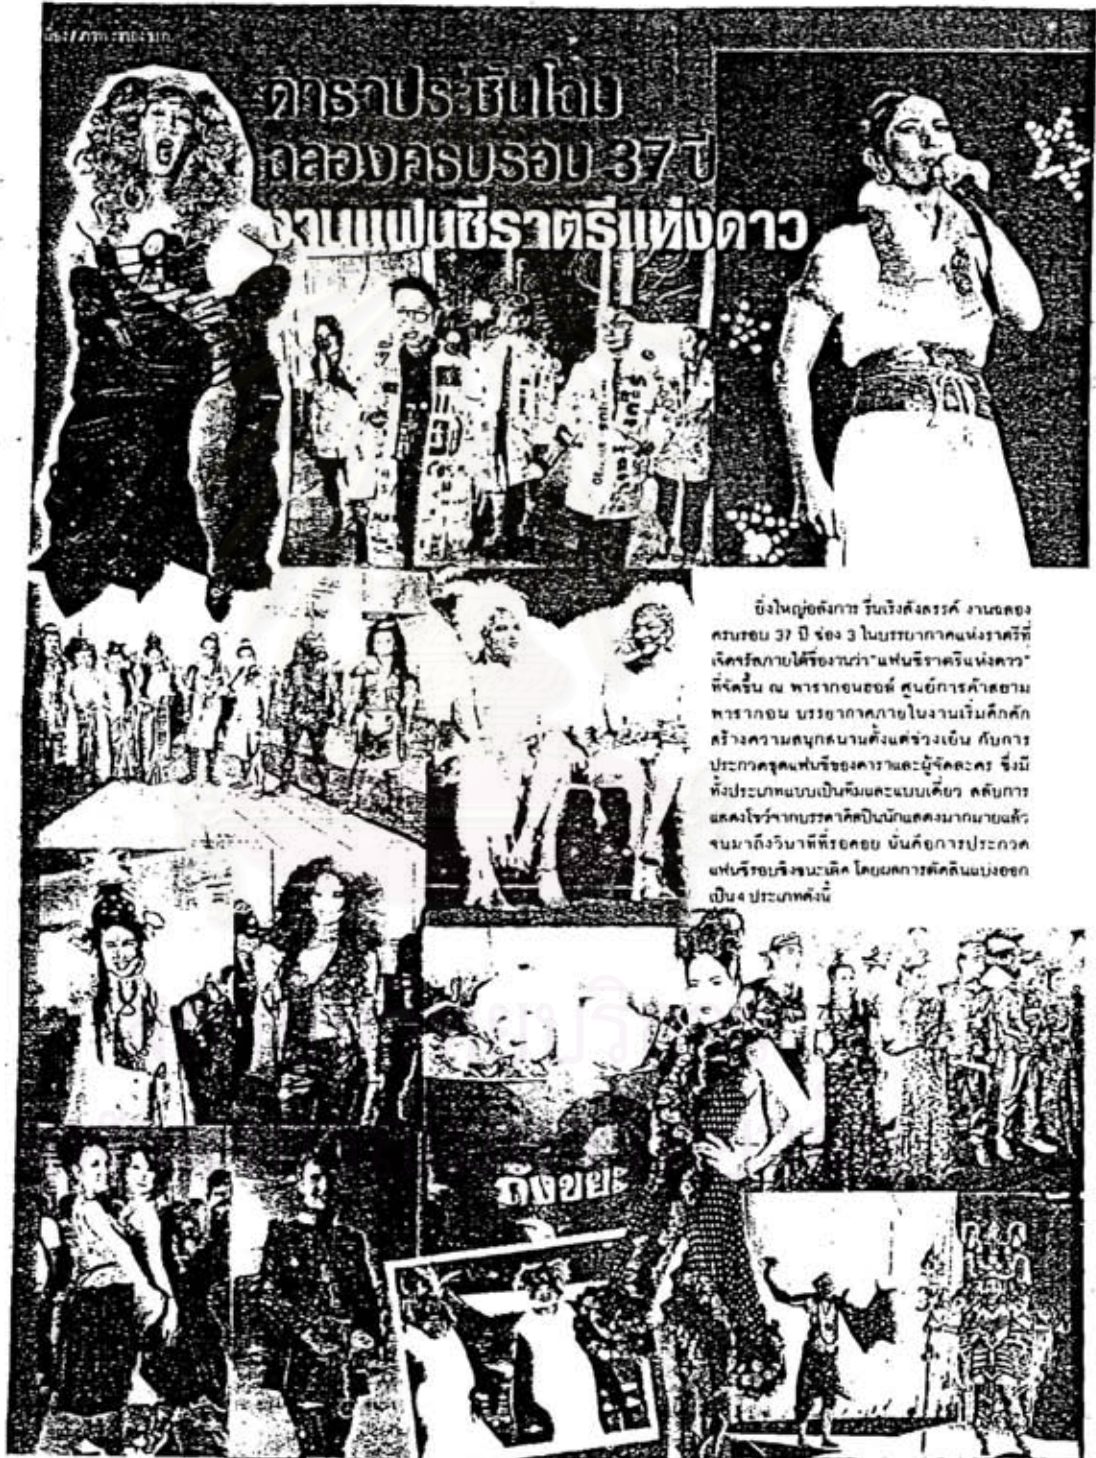 ดาราประชันโฉม
ฉลองครบรอบ 37 ปี
งานแฟนซีราตรีแห่งดาว
ยิ่งใหญ่อลังการ รื่นเริงสังสรรค์ งานฉลอง
ครบรอบ 37 ปี ช่อง 3 ในบรรยากาศแห่งราตรีที่
เจิดจรัสภายใต้ชื่องานว่า"แฟนซีราตรีแห่งดาว"
ที่จัดขึ้น ณ พารากอนฮอล์ ศูนย์การค้าสยาม
พารากอน บรรยากาศภายในงานเริ่มคึกคัก
สร้างความสนุกสนานตั้งแต่ช่วงเย็น กับการ
ประกวดชุดแฟนซีของดาราและผู้จัดละคร ซึ่งมี
ทั้งประเภทแบบเป็นทีมและแบบเดี่ยว สลับการ
แสดงโชว์จากบรรดาศิลปินนักแสดงมากมายแล้ว
จนมาถึงวินาทีที่รอคอย นั่นคือการประกวด
แฟนซีรอบชิงชนะเลิศ โดยผลการตัดสินแบ่งออก
เป็น 4 ประเภทดังนี้
ถังขยะ